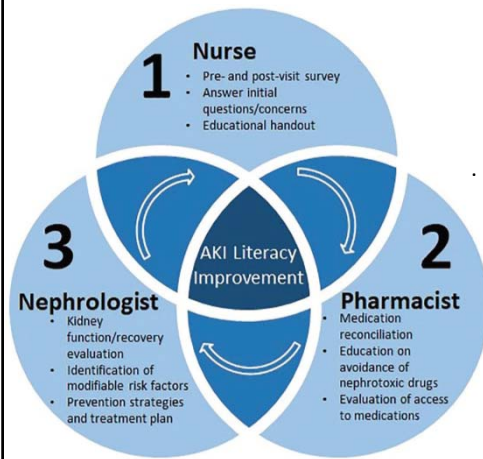 1
Nurse
• Pre- and post-visit survey
• Answer initial
questions/concerns
• Educational handout
3
Nephrologist
• Kidney
function/recovery
evaluation
• Identification of
modifiable risk factors
• Prevention strategies
and treatment plan
AKI Literacy
Improvement
2
Pharmacist
• Medication
reconciliation
• Education on
avoidance of
nephrotoxic drugs
• Evaluation of access
to medications